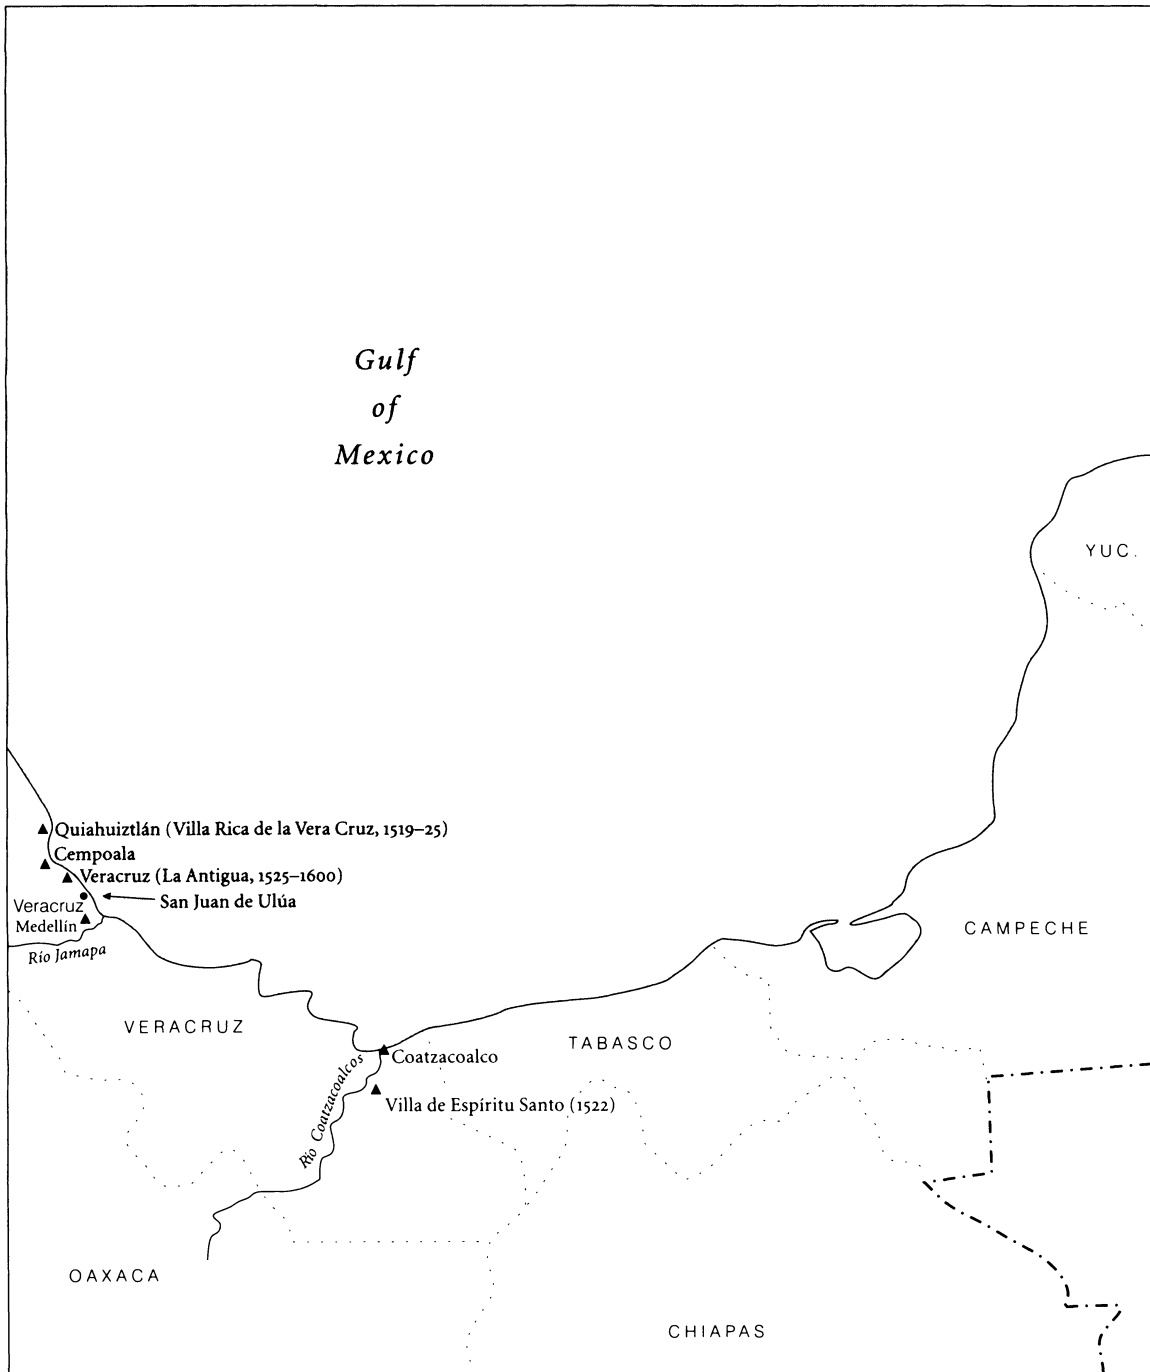 Gulf
of
Mexico
YUC.
Quiahuiztlán (Villa Rica de la Vera Cruz, 1519–25)
Cempoala
Veracruz (La Antigua, 1525–1600)
San Juan de Ulúa
Veracruz
Medellín
Río Jamapa
CAMPECHE
VERACRUZ
TABASCO
Coatzacoalco
Río Coatzacoalcos
Villa de Espíritu Santo (1522)
OAXACA
CHIAPAS